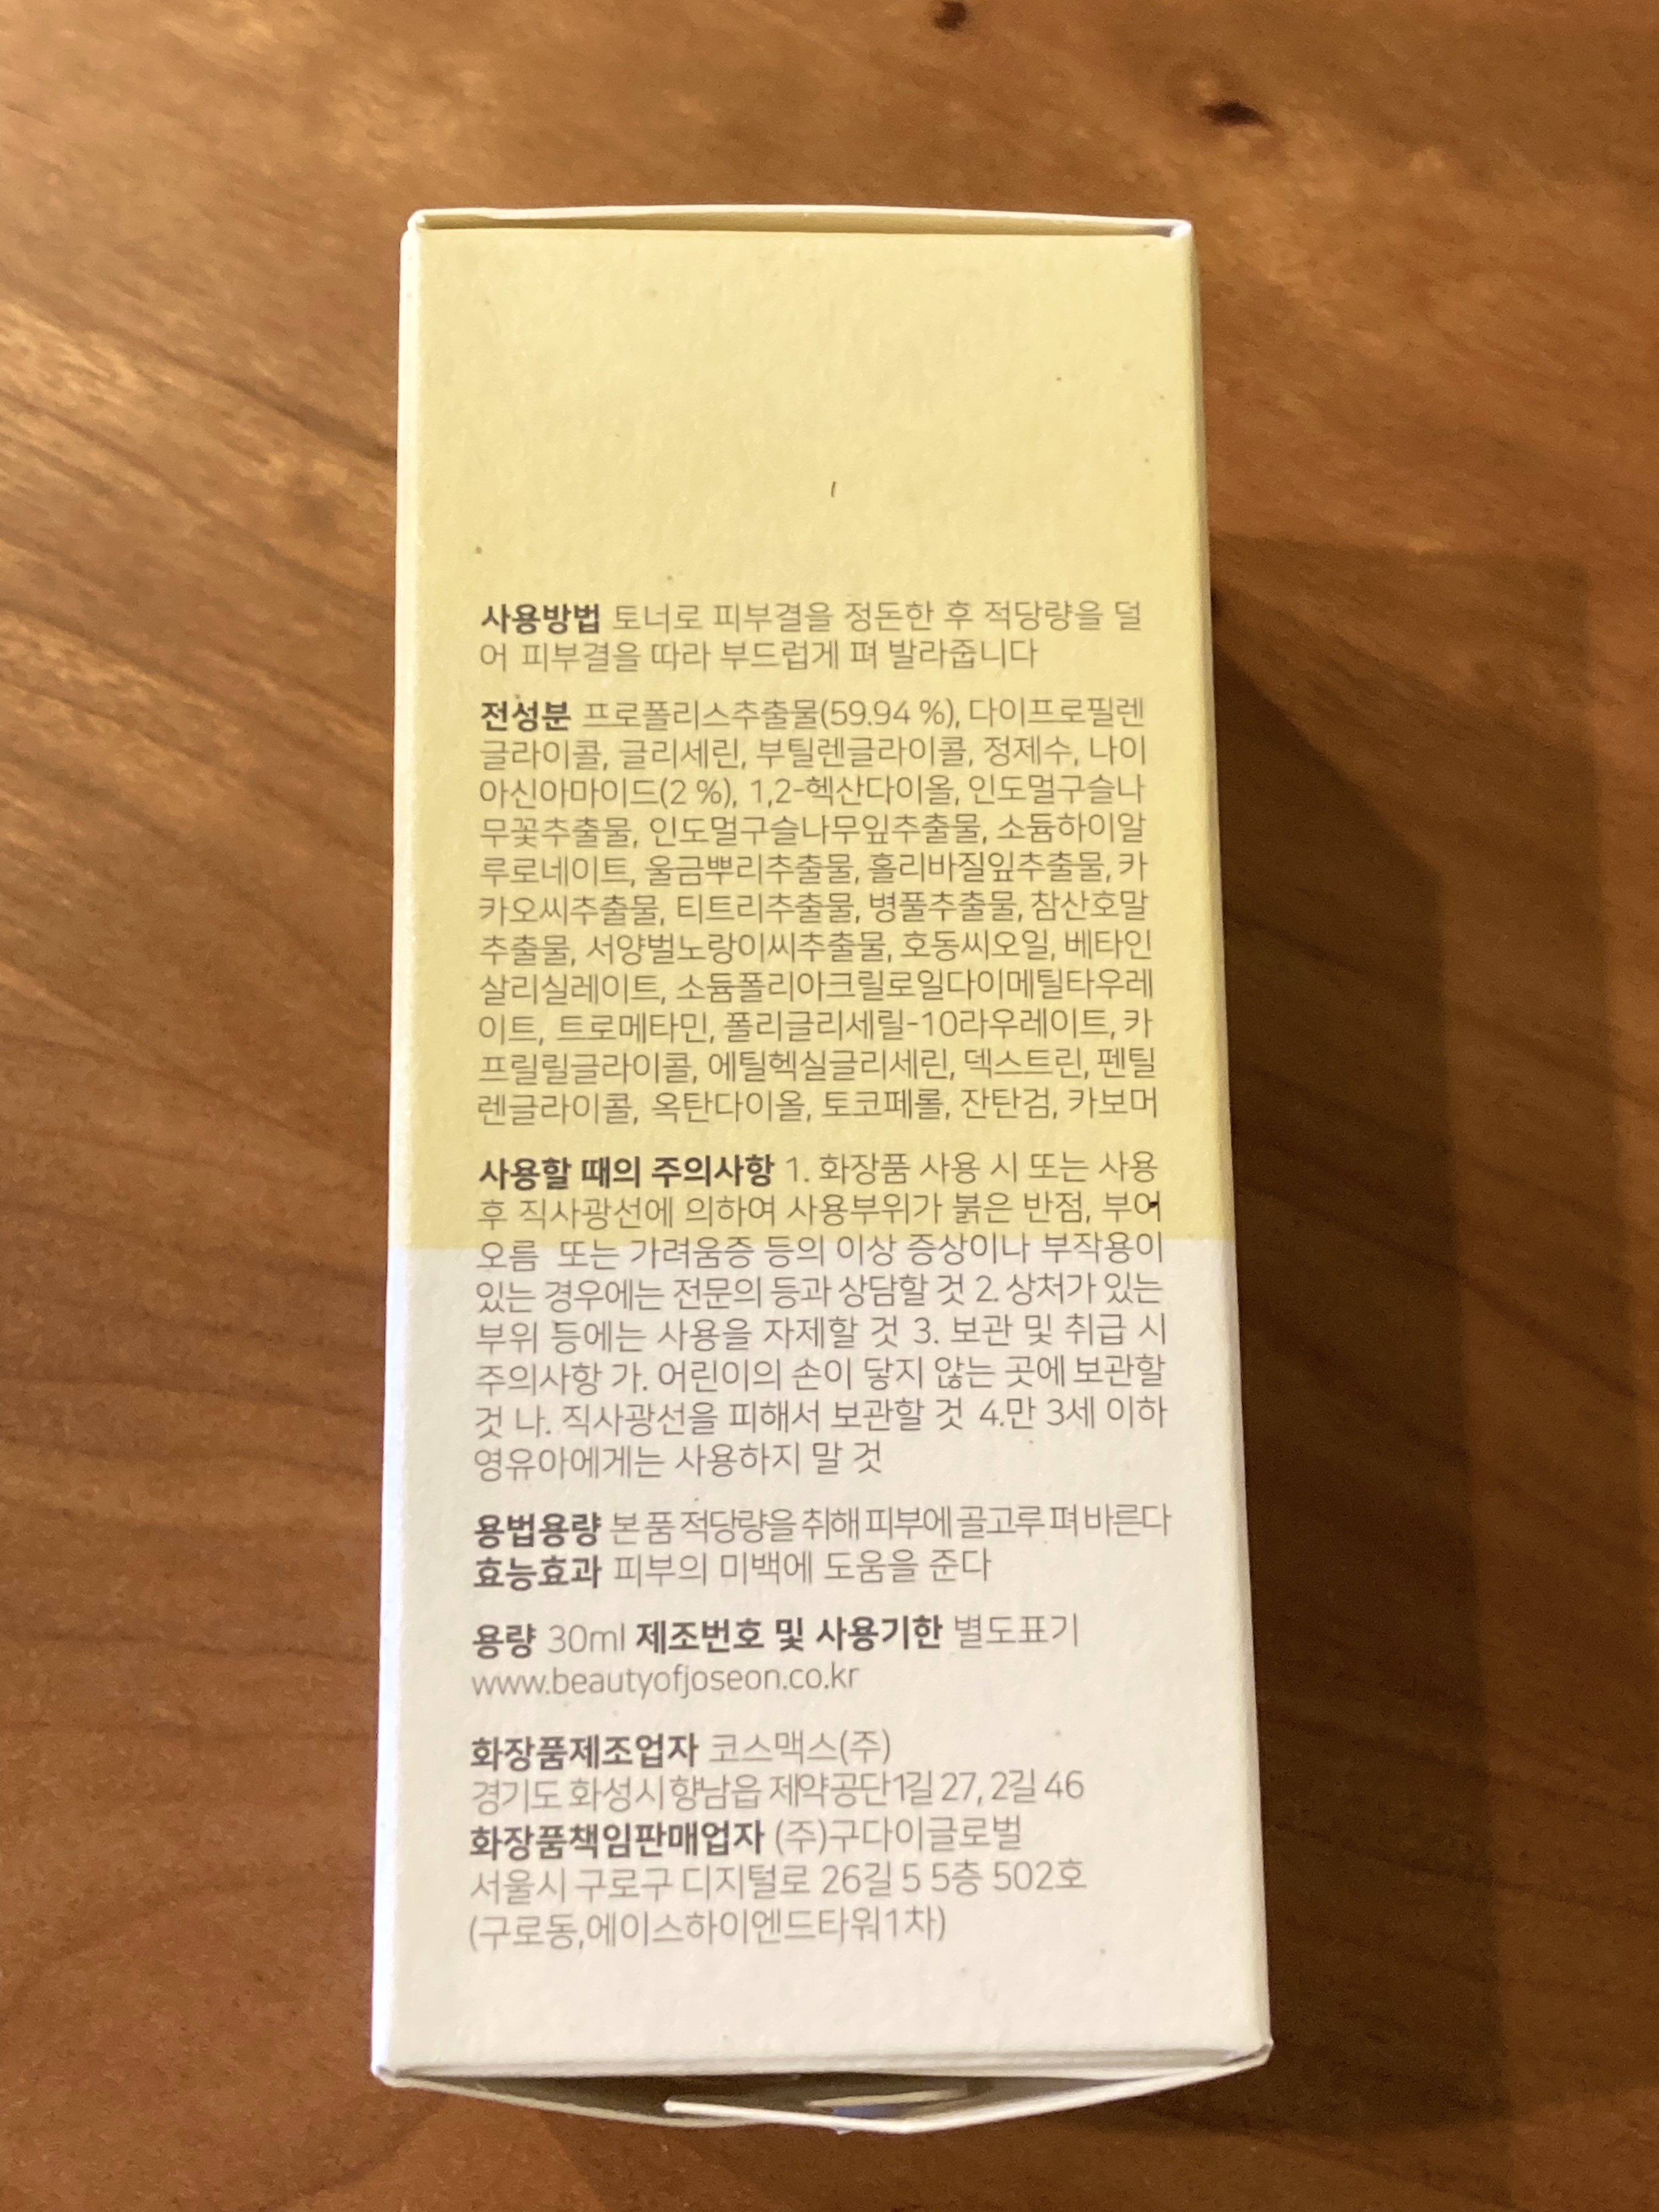 사용방법 토너로 피부결을 정돈한 후 적당량을 덜
어 피부결을 따라 부드럽게 펴 발라줍니다
전성분 프로폴리스추출물(59.94 %), 다이프로필렌
글라이콜, 글리세린, 부틸렌글라이콜, 정제수, 나이
아신아마이드(2 %), 1,2-헥산다이올, 인도멀구슬나
무꽃추출물, 인도멀구슬나무잎추출물, 소듐하이알
루로네이트, 울금뿌리추출물, 홀리바질잎추출물, 카
카오씨추출물, 티트리추출물, 병풀추출물, 참산호말
추출물, 서양벌노랑이씨추출물, 호동씨오일, 베타인
살리실레이트, 소듐폴리아크릴로일다이메틸타우레
이트, 트로메타민, 폴리글리세릴-10라우레이트, 카
프릴릴글라이콜, 에틸헥실글리세린, 덱스트린, 펜틸
렌글라이콜, 옥탄다이올, 토코페롤, 잔탄검, 카보머
사용할 때의 주의사항 1. 화장품 사용 시 또는 사용
후 직사광선에 의하여 사용부위가 붉은 반점, 부어
오름 또는 가려움증 등의 이상 증상이나 부작용이
있는 경우에는 전문의 등과 상담할 것 2. 상처가 있는
부위 등에는 사용을 자제할 것 3. 보관 및 취급 시
주의사항 가. 어린이의 손이 닿지 않는 곳에 보관할
것 나. 직사광선을 피해서 보관할 것 4.만 3세 이하
영유아에게는 사용하지 말 것
용법용량 본 품 적당량을 취해 피부에 골고루 펴 바른다
효능효과 피부의 미백에 도움을 준다
용량 30ml 제조번호 및 사용기한 별도표기
www.beautyofjoseon.co.kr
화장품제조업자 코스맥스(주)
경기도 화성시 향남읍 제약공단1길 27, 2길 46
화장품책임판매업자 (주)구다이글로벌
서울시 구로구 디지털로 26길 5 5층 502호
(구로동,에이스하이엔드타워1차)